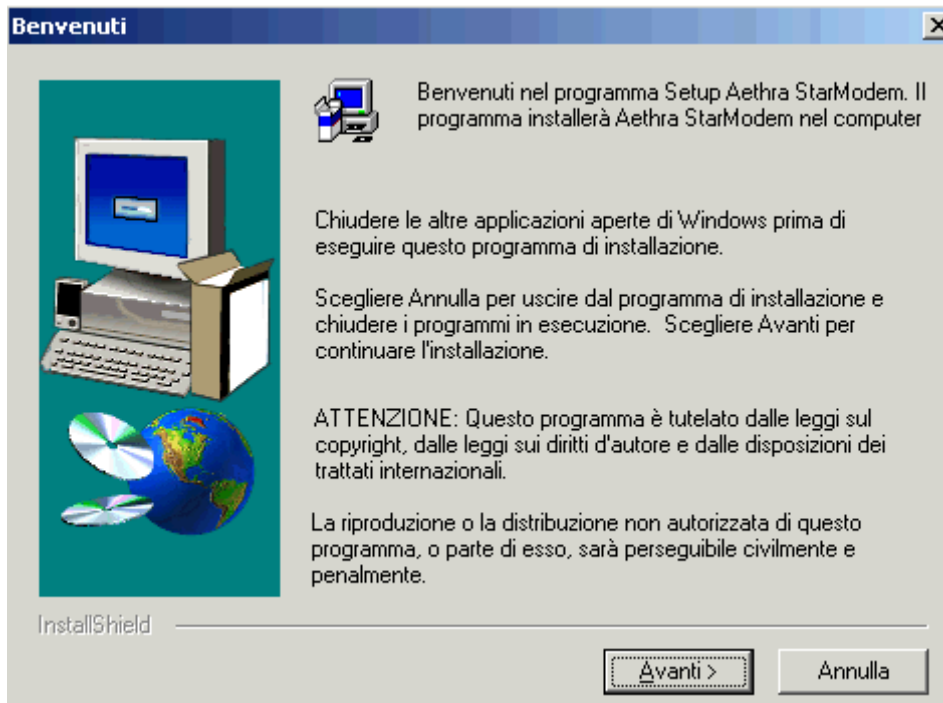 Benvenuti
Benvenuti nel programma Setup Aethra StarModem. Il
programma installerà Aethra StarModem nel computer
Chiudere le altre applicazioni aperte di Windows prima di
eseguire questo programma di installazione.
Scegliere Annulla per uscire dal programma di installazione e
chiudere i programmi in esecuzione.  Scegliere Avanti per
continuare l'installazione.
ATTENZIONE: Questo programma è tutelato dalle leggi sul
copyright, dalle leggi sui diritti d'autore e dalle disposizioni dei
trattati internazionali.
La riproduzione o la distribuzione non autorizzata di questo
programma, o parte di esso, sarà perseguibile civilmente e
penalmente.
InstallShield
Avanti >
Annulla